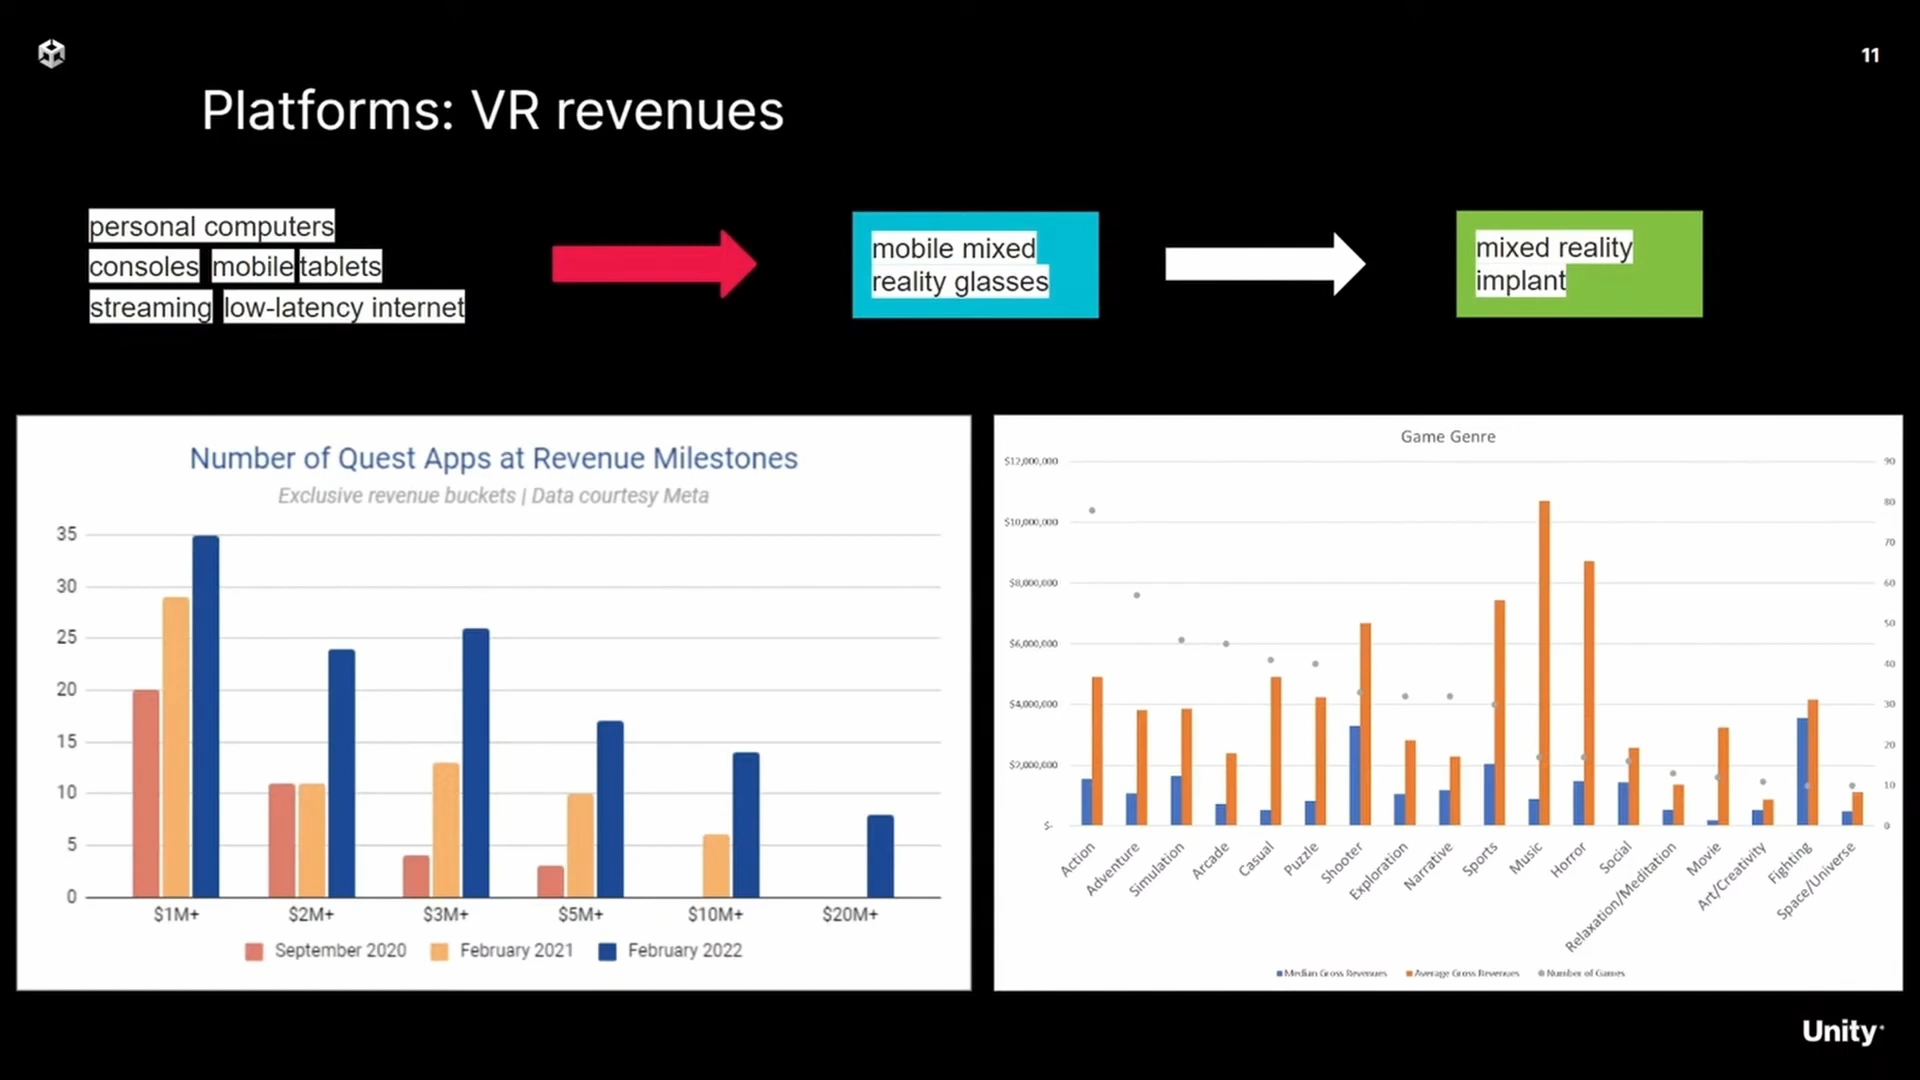 11
Platforms: VR revenues
personal computers
consoles mobile tablets
streaming low-latency internet
mobile mixed
reality glasses
mixed reality
implant
Number of Quest Apps at Revenue Milestones
Exclusive revenue buckets | Data courtesy Meta
35
30
25
20
15
10
5
0
$1M+ $2M+ $3M+ $5M+ $10M+ $20M+
September 2020 February 2021 February 2022
Game Genre
$12,000,000 90
80
$10,000,000
70
$8,000,000 60
50
$6,000,000
40
$4,000,000 30
20
$2,000,000
10
$- 0
Action Adventure Simulation Arcade Casual Puzzle Shooter Exploration Narrative Sports Music Horror Social Relaxation/Meditation Movie Art/Creativity Fighting Space/Universe
Median Gross Revenues Average Gross Revenues Number of Games
Unity